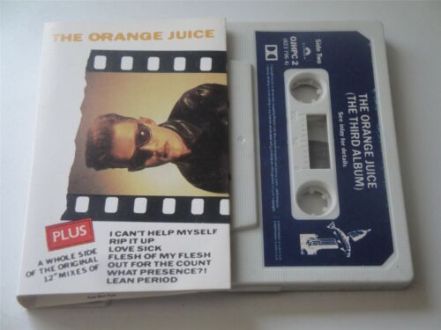 THE ORANGE JUICE
PLUS
A WHOLE SIDE
OF THE ORIGINAL
12" MIXES OF
I CAN'T HELP MYSELF
RIP IT UP
LOVE SICK
FLESH OF MY FLESH
OUT FOR THE COUNT
WHAT PRESENCE?!
LEAN PERIOD
Side Two
OJHPC 2
THE ORANGE JUICE
(THE THIRD ALBUM)
See inlay for details